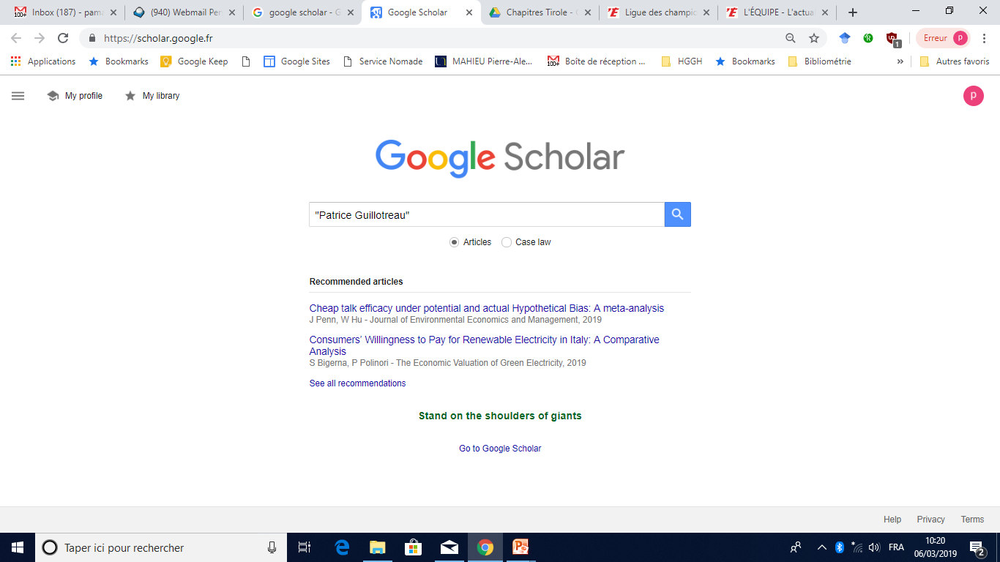 Inbox (187) - pama
(940) Webmail Per
google scholar - G
Google Scholar
Chapitres Tirole - G
Ligue des champic
L'ÉQUIPE - L'actua
https://scholar.google.fr
1
Erreur
p
Applications
Bookmarks
Google Keep
Google Sites
Service Nomade
MAHIEU Pierre-Ale...
Boîte de réception ...
HGGH
Bookmarks
Bibliométrie
»
Autres favoris
My profile
My library
p
Google Scholar
"Patrice Guillotreau"
Articles
Case law
Recommended articles
Cheap talk efficacy under potential and actual Hypothetical Bias: A meta-analysis
J Penn, W Hu - Journal of Environmental Economics and Management, 2019
Consumers' Willingness to Pay for Renewable Electricity in Italy: A Comparative
Analysis
S Bigerna, P Polinori - The Economic Valuation of Green Electricity, 2019
See all recommendations
Stand on the shoulders of giants
Go to Google Scholar
Help
Privacy
Terms
Taper ici pour rechercher
FRA
10:20
06/03/2019
2